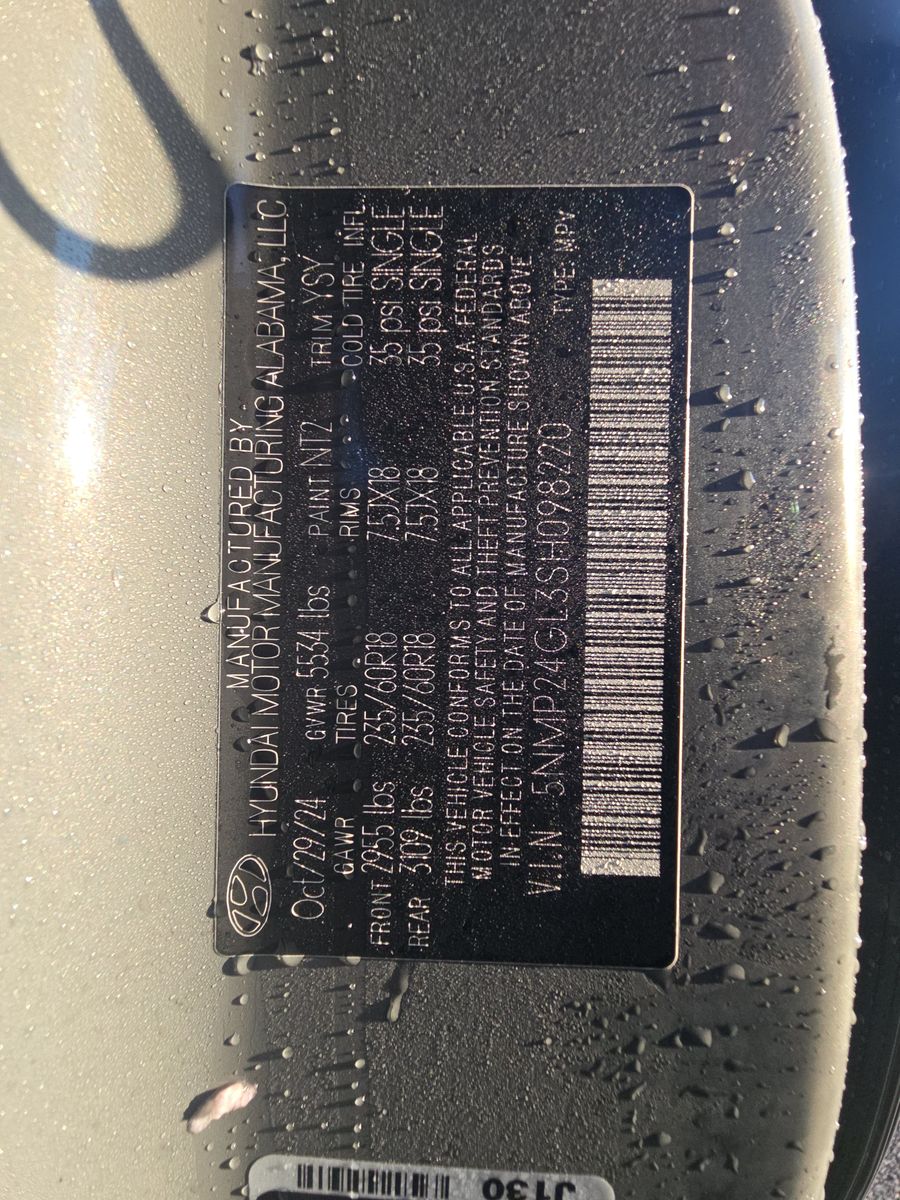 MANUFACTURED BY
HYUNDAI MOTOR MANUFACTURING ALABAMA, LLC
Oct/29/24 GVWR 5534 lbs PAINT NT2 TRIM YSY
GAWR TIRES RIMS COLD TIRE INFL.
FRONT 2955 lbs 235/60R18 7.5JX18 35 psi SINGLE
REAR 3109 lbs 235/60R18 7.5JX18 35 psi SINGLE
THIS VEHICLE CONFORMS TO ALL APPLICABLE U.S.A. FEDERAL
MOTOR VEHICLE SAFETY AND THEFT PREVENTION STANDARDS
IN EFFECT ON THE DATE OF MANUFACTURE SHOWN ABOVE
V.I.N 5NMP24GL3SH098220 TYPE: MPV
J130